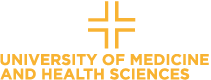 UNIVERSITY OF MEDICINE
AND HEALTH SCIENCES